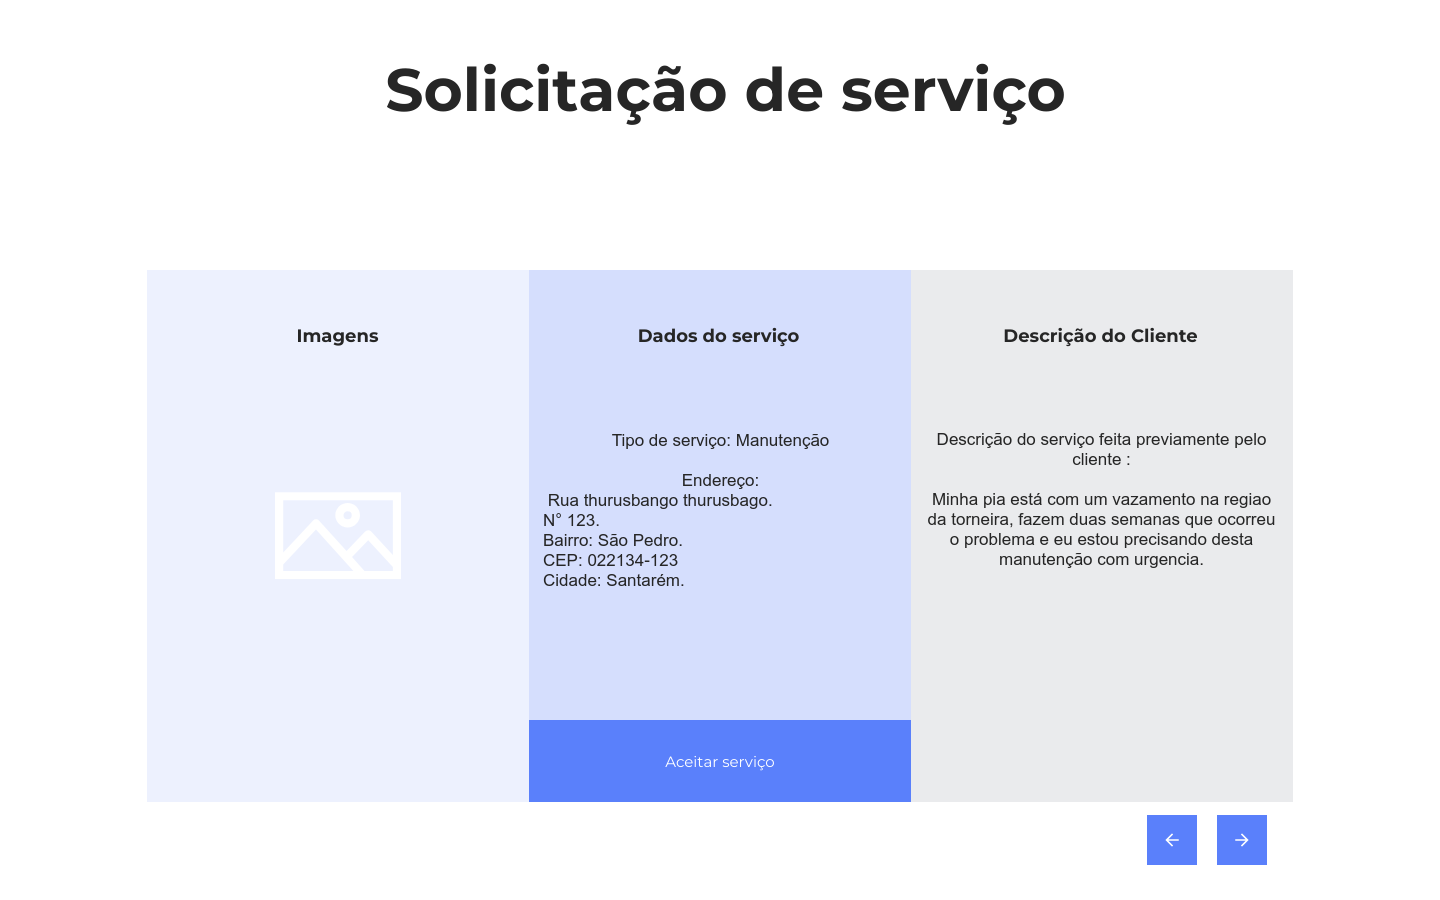 Solicitação de serviço
Imagens
Dados do serviço
Tipo de serviço: Manutenção
Endereço:
Rua thurusbango thurusbago.
N° 123.
Bairro: São Pedro.
CEP: 022134-123
Cidade: Santarém.
Aceitar serviço
Descrição do Cliente
Descrição do serviço feita previamente pelo
cliente :
Minha pia está com um vazamento na regiao
da torneira, fazem duas semanas que ocorreu
o problema e eu estou precisando desta
manutenção com urgencia.